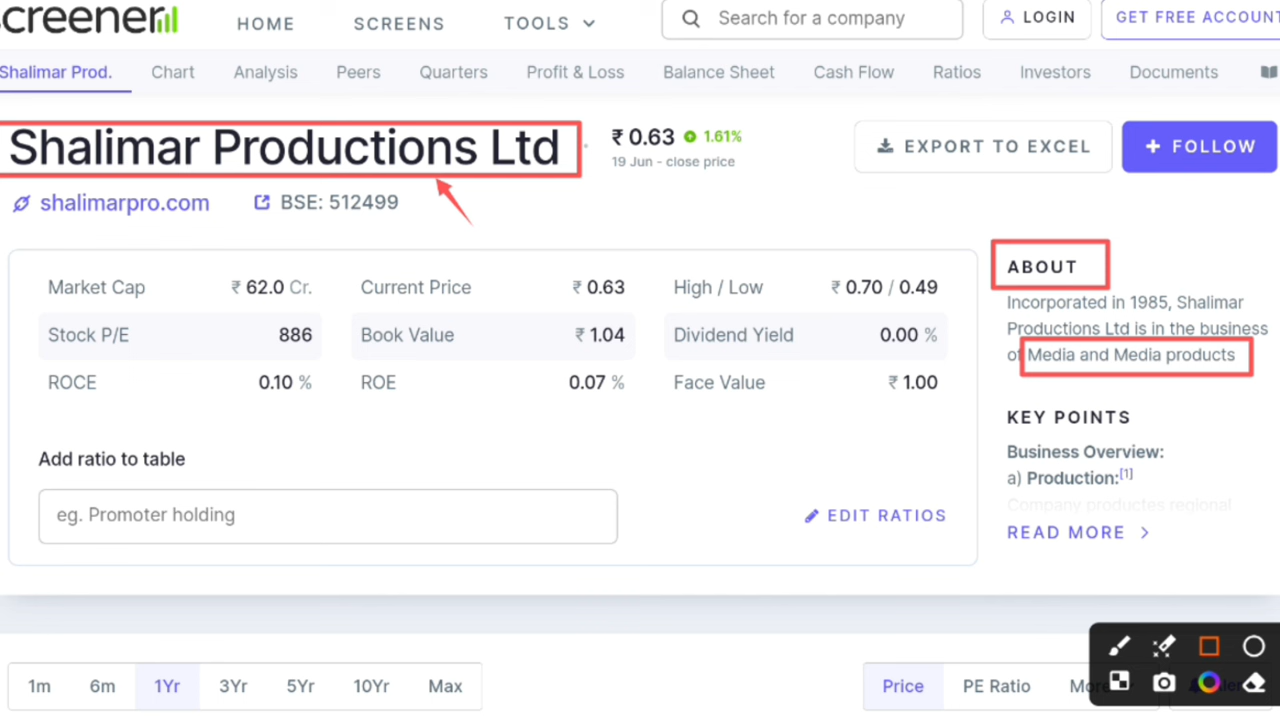 screener
HOME SCREENS TOOLS Search for a company LOGIN GET FREE ACCOUNT
Shalimar Prod. Chart Analysis Peers Quarters Profit & Loss Balance Sheet Cash Flow Ratios Investors Documents
Shalimar Productions Ltd ₹ 0.63 1.61%
19 Jun - close price
EXPORT TO EXCEL + FOLLOW
shalimarpro.com BSE: 512499
Market Cap ₹ 62.0 Cr. Current Price ₹ 0.63 High / Low ₹ 0.70 / 0.49
Stock P/E 886 Book Value ₹ 1.04 Dividend Yield 0.00 %
ROCE 0.10 % ROE 0.07 % Face Value ₹ 1.00
Add ratio to table
eg. Promoter holding EDIT RATIOS
ABOUT
Incorporated in 1985, Shalimar
Productions Ltd is in the business
of Media and Media products
KEY POINTS
Business Overview:
a) Production:[1]
Company productes regional
READ MORE
1m 6m 1Yr 3Yr 5Yr 10Yr Max Price PE Ratio More